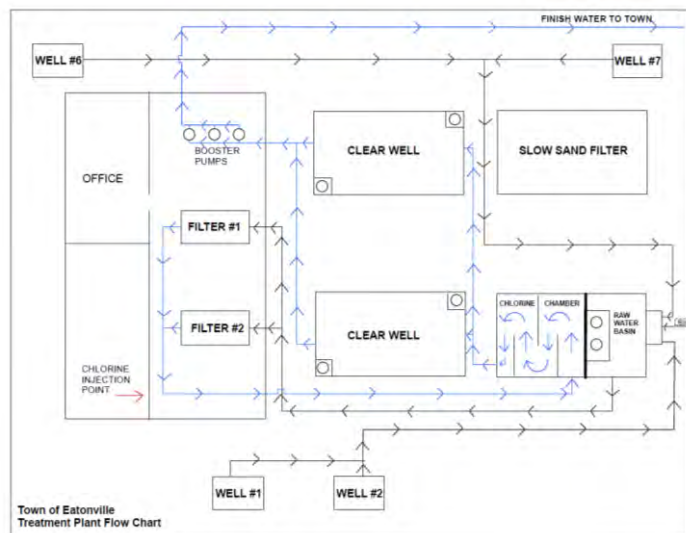 FINISH WATER TO TOWN
WELL #6
WELL #7
BOOSTER
PUMPS
CLEAR WELL
SLOW SAND FILTER
OFFICE
FILTER #1
FILTER #2
CLEAR WELL
CHLORINE
CHAMBER
RAW
WATER
BASIN
CHLORINE
INJECTION
POINT
WELL #1
WELL #2
Town of Eatonville
Treatment Plant Flow Chart